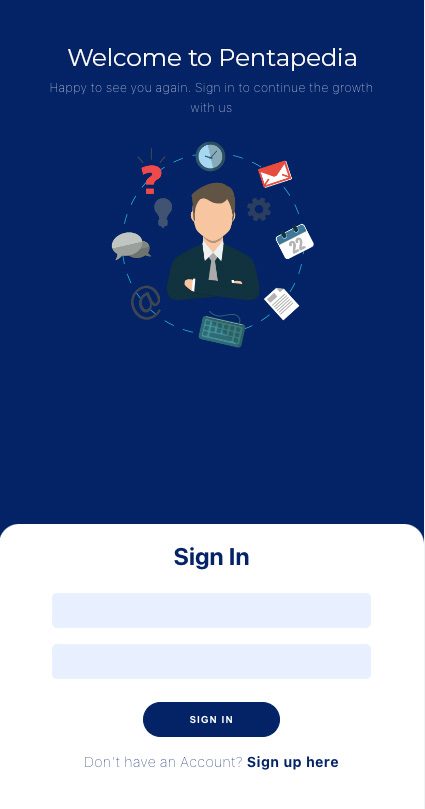 Welcome to Pentapedia
Happy to see you again. Sign in to continue the growth
with us
?
22
@
Sign In
SIGN IN
Don't have an Account? Sign up here